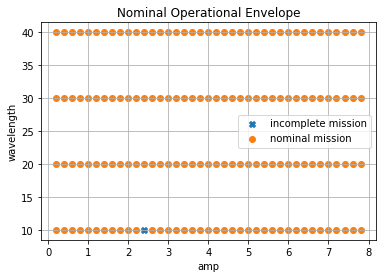 Nominal Operational Envelope
40
35
30
25
20
15
10
wavelength
incomplete mission
nominal mission
0 1 2 3 4 5 6 7 8
amp